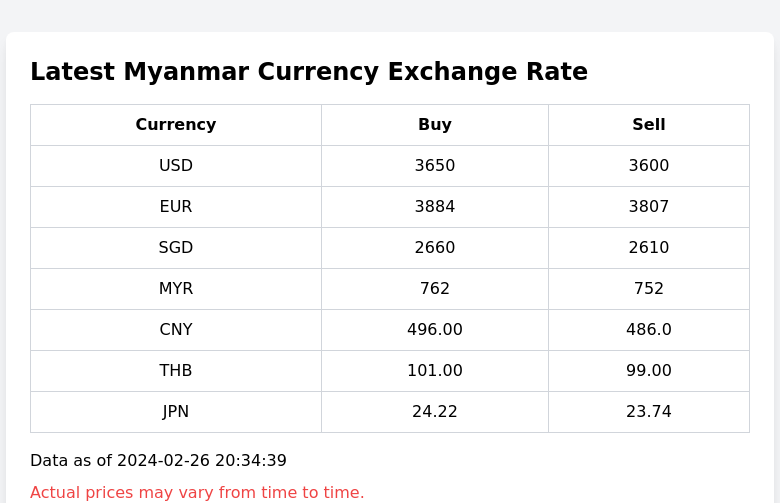 Latest Myanmar Currency Exchange Rate
Currency Buy Sell
USD 3650 3600
EUR 3884 3807
SGD 2660 2610
MYR 762 752
CNY 496.00 486.0
THB 101.00 99.00
JPN 24.22 23.74
Data as of 2024-02-26 20:34:39
Actual prices may vary from time to time.